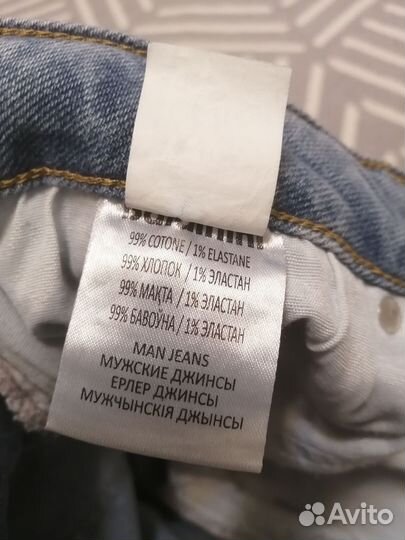 99% COTONE / 1% ELASTANE
99% ХЛОПОК / 1% ЭЛАСТАН
99% МАҚТА / 1% ЭЛАСТАН
99% БАВОЎНА / 1% ЭЛАСТАН
MAN JEANS
МУЖСКИЕ ДЖИНСЫ
ЕРЛЕР ДЖИНСЫ
МУЖЧЫНСКІЯ ДЖЫНСЫ
Avito